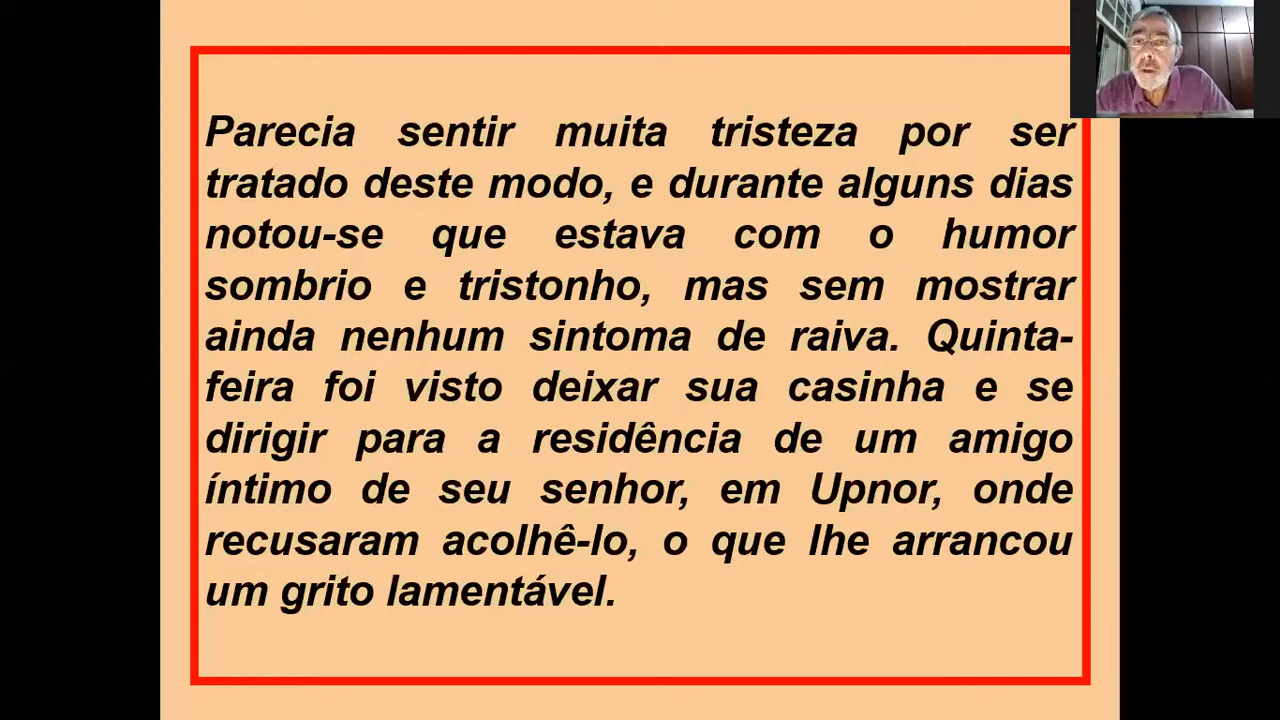 Parecia sentir muita tristeza por ser
tratado deste modo, e durante alguns dias
notou-se que estava com o humor
sombrio e tristonho, mas sem mostrar
ainda nenhum sintoma de raiva. Quinta-
feira foi visto deixar sua casinha e se
dirigir para a residência de um amigo
íntimo de seu senhor, em Upnor, onde
recusaram acolhê-lo, o que lhe arrancou
um grito lamentável.